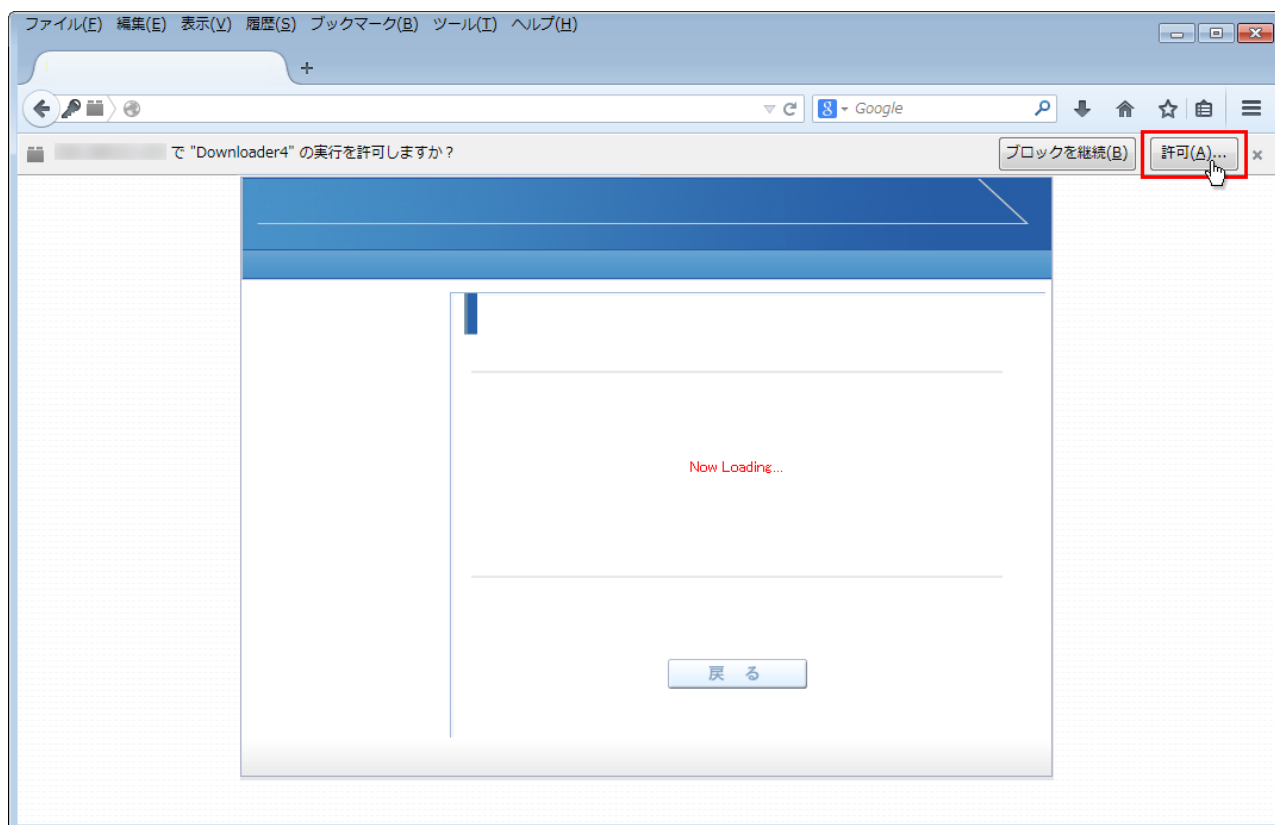 ファイル(F) 編集(E) 表示(V) 履歴(S) ブックマーク(B) ツール(T) ヘルプ(H)
+
8 Google
で "Downloader4" の実行を許可しますか？ ブロックを継続(B) 許可(A)...
Now Loading...
戻 る